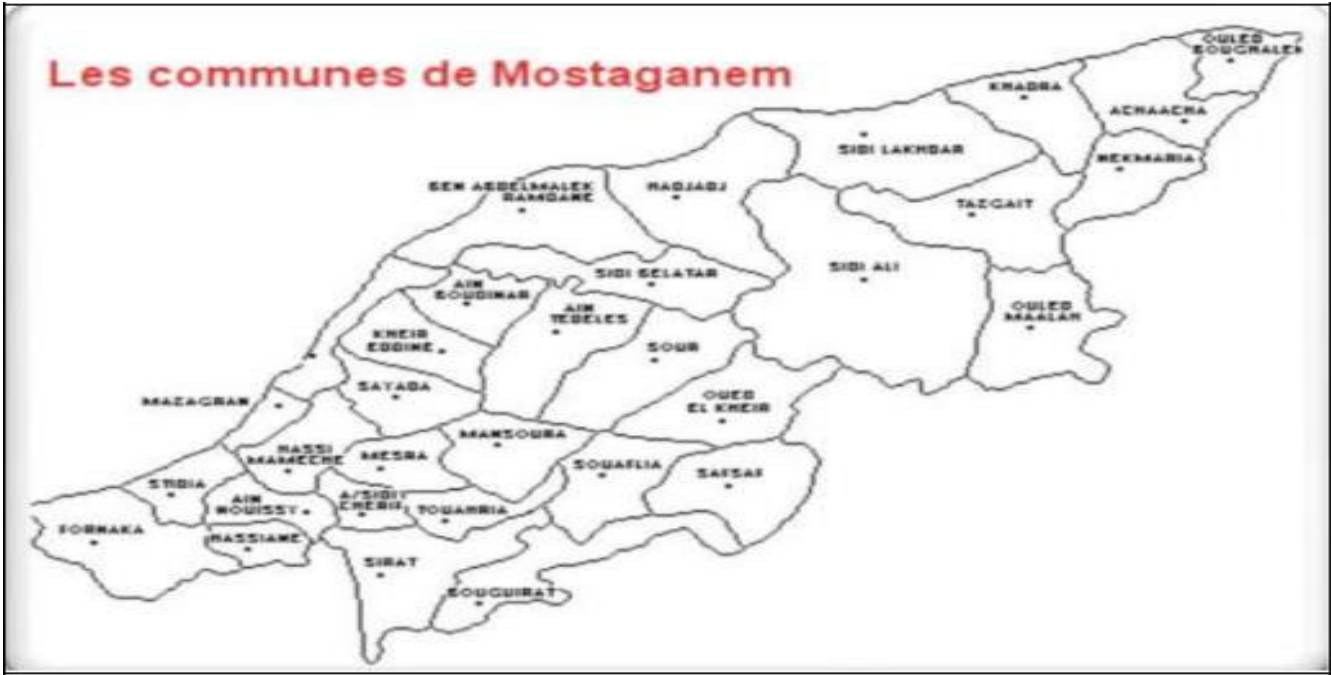 Les communes de Mostaganem
OULED
BOUGHALEM
KHADRA
ACHAACHA
SIDI LAKHDAR
NEKMARIA
BEN ABDELMALEK
RAMDANE
HADJADJ
TAZGAIT
SIDI ALI
SIDI BELATAR
AIN
BOUDINAR
AIN
TEDELES
OULED
MAALAH
KHEIR
EDDINE
SOUR
SAYADA
MAZAGRAN
OUED
EL KHEIR
MANSOURA
HASSI
MAMECHE
MESRA
SOUAFLIA
SAFSAF
STIDIA
AIN
NOUISSY
A/SIDI
CHERIF
TOUAHRIA
FORNAKA
HASSIANE
SIRAT
BOUGUIRAT